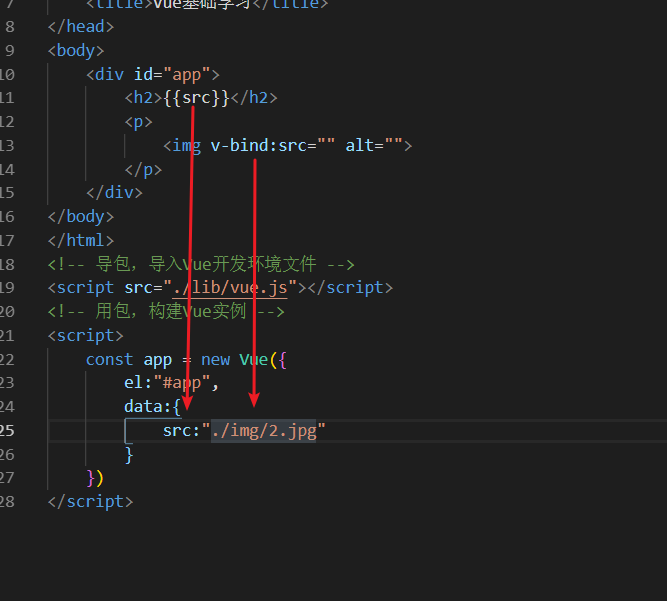 7 <title>Vue基础学习</title>
8 </head>
9 <body>
10 <div id="app">
11 <h2>{{src}}</h2>
12 <p>
13 <img v-bind:src="" alt="">
14 </p>
15 </div>
16 </body>
17 </html>
18 <!-- 导包，导入Vue开发环境文件 -->
19 <script src="./lib/vue.js"></script>
20 <!-- 用包，构建Vue实例 -->
21 <script>
22 const app = new Vue({
23 el:"#app",
24 data:{
25 src:"./img/2.jpg"
26 }
27 })
28 </script>